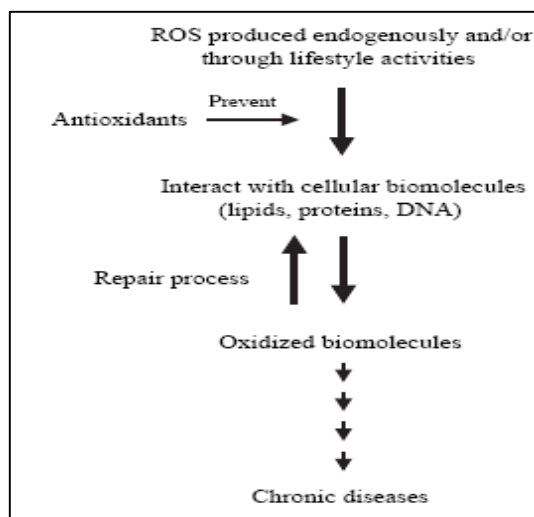 ROS produced endogenously and/or
through lifestyle activities
Prevent
Antioxidants
Interact with cellular biomolecules
(lipids, proteins, DNA)
Repair process
Oxidized biomolecules
Chronic diseases